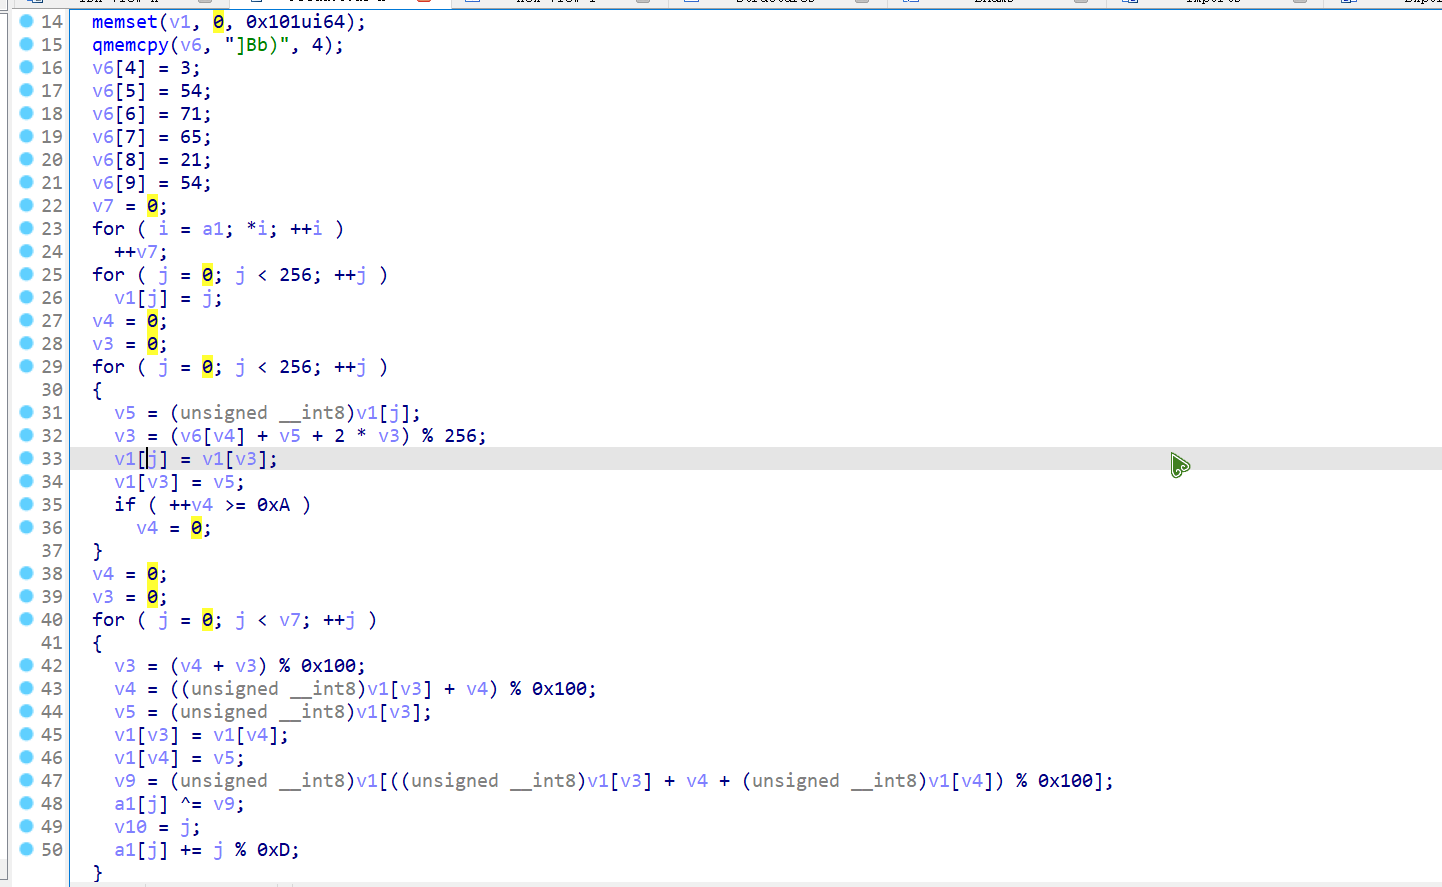 14 memset(v1, 0, 0x101ui64);
15 qmemcpy(v6, "]Bb)", 4);
16 v6[4] = 3;
17 v6[5] = 54;
18 v6[6] = 71;
19 v6[7] = 65;
20 v6[8] = 21;
21 v6[9] = 54;
22 v7 = 0;
23 for ( i = a1; *i; ++i )
24 ++v7;
25 for ( j = 0; j < 256; ++j )
26 v1[j] = j;
27 v4 = 0;
28 v3 = 0;
29 for ( j = 0; j < 256; ++j )
30 {
31 v5 = (unsigned __int8)v1[j];
32 v3 = (v6[v4] + v5 + 2 * v3) % 256;
33 v1[j] = v1[v3];
34 v1[v3] = v5;
35 if ( ++v4 >= 0xA )
36 v4 = 0;
37 }
38 v4 = 0;
39 v3 = 0;
40 for ( j = 0; j < v7; ++j )
41 {
42 v3 = (v4 + v3) % 0x100;
43 v4 = ((unsigned __int8)v1[v3] + v4) % 0x100;
44 v5 = (unsigned __int8)v1[v3];
45 v1[v3] = v1[v4];
46 v1[v4] = v5;
47 v9 = (unsigned __int8)v1[((unsigned __int8)v1[v3] + v4 + (unsigned __int8)v1[v4]) % 0x100];
48 a1[j] ^= v9;
49 v10 = j;
50 a1[j] += j % 0xD;
}